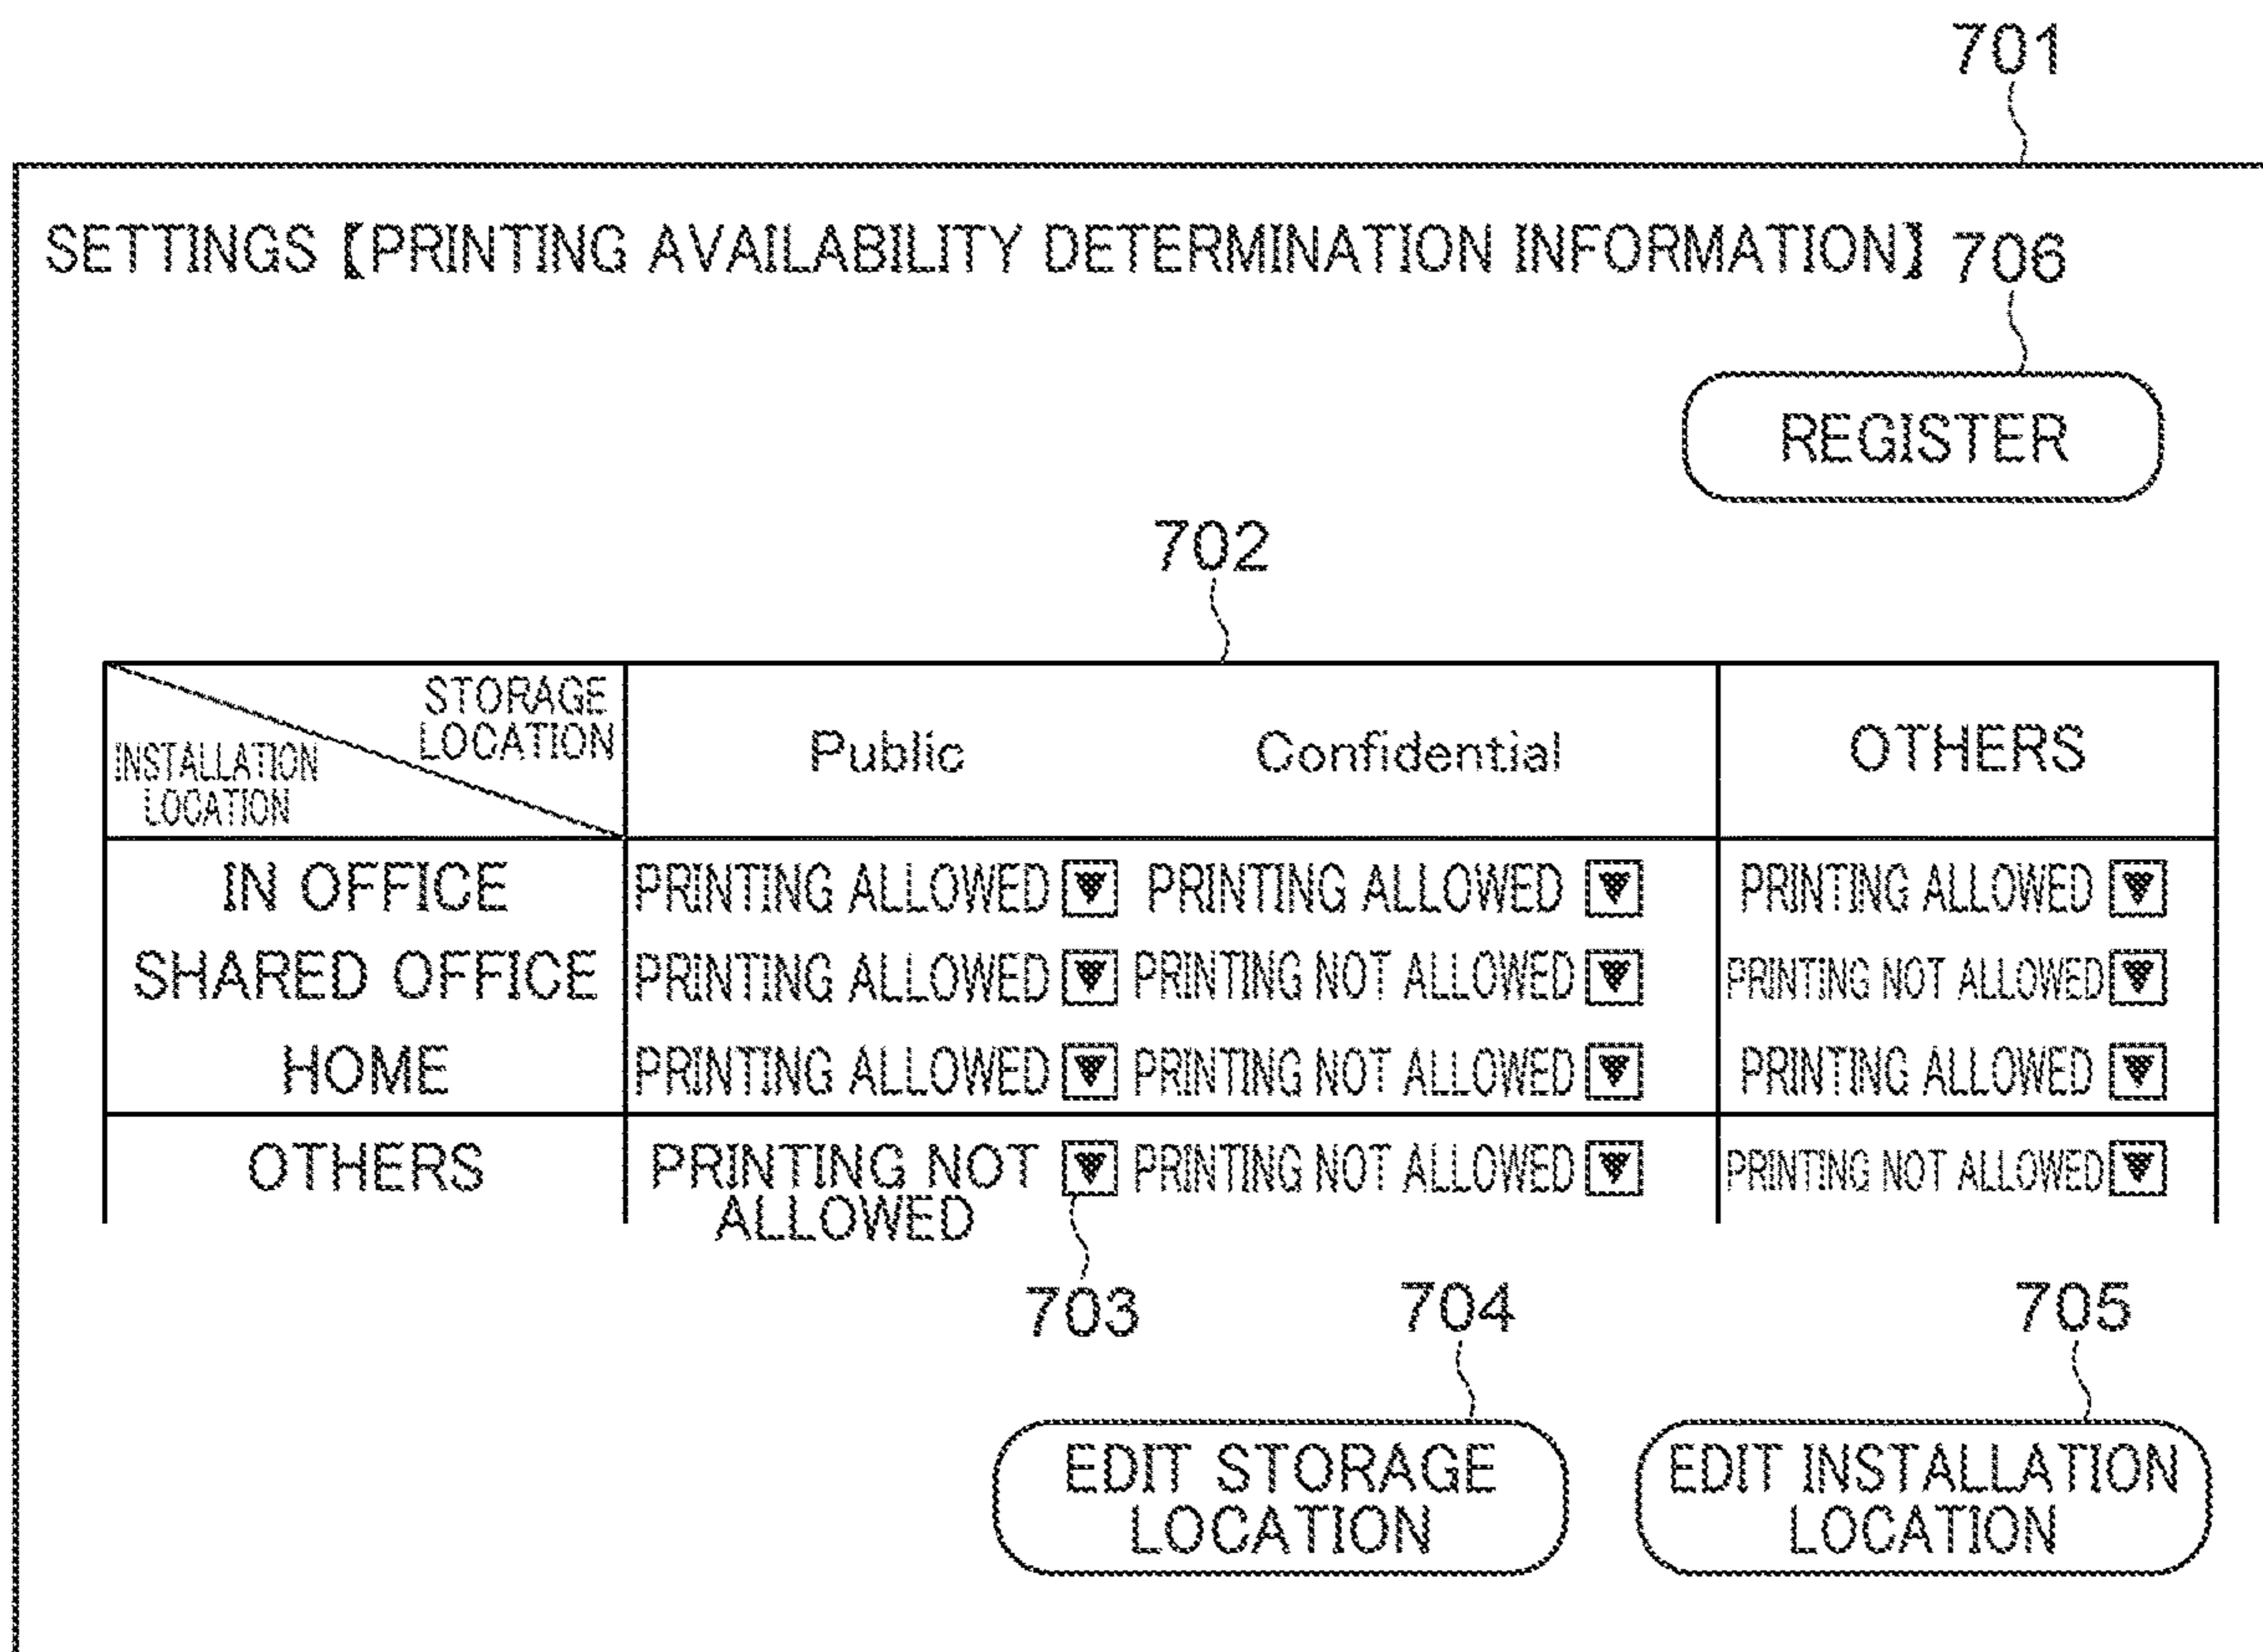 701
SETTINGS【PRINTING AVAILABILITY DETERMINATION INFORMATION】 706
REGISTER
702
STORAGE
LOCATION
INSTALLATION
LOCATION
Public Confidential OTHERS
IN OFFICE PRINTING ALLOWED ▼ PRINTING ALLOWED ▼ PRINTING ALLOWED ▼
SHARED OFFICE PRINTING ALLOWED ▼ PRINTING NOT ALLOWED ▼ PRINTING NOT ALLOWED ▼
HOME PRINTING ALLOWED ▼ PRINTING NOT ALLOWED ▼ PRINTING ALLOWED ▼
OTHERS PRINTING NOT ▼ PRINTING NOT ALLOWED ▼ PRINTING NOT ALLOWED ▼
ALLOWED
703 704 705
EDIT STORAGE
LOCATION
EDIT INSTALLATION
LOCATION